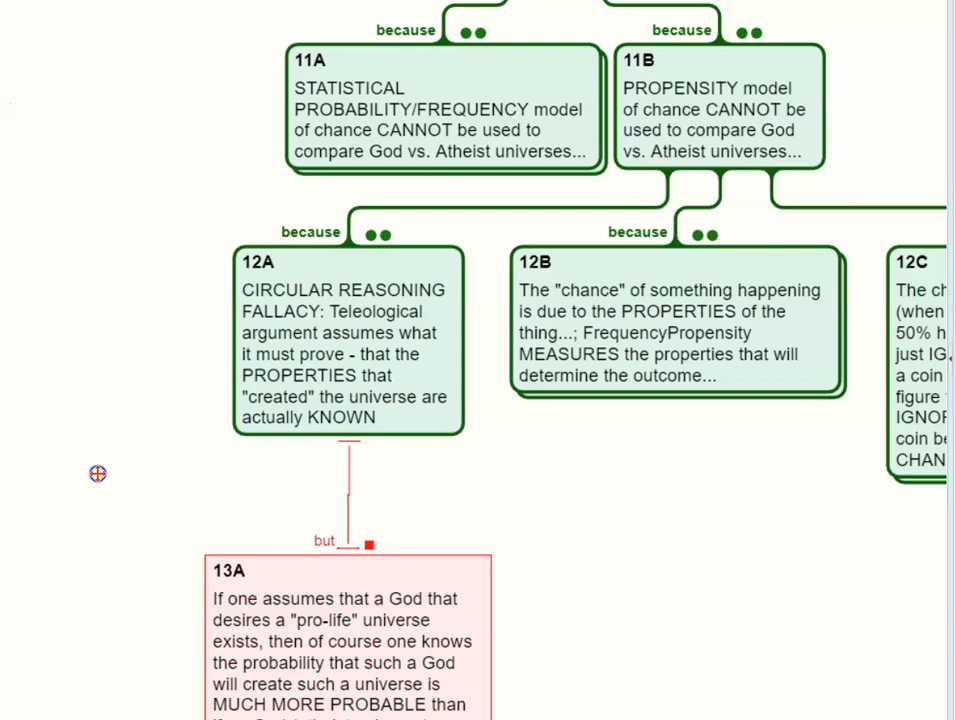 because
because
11A
STATISTICAL
PROBABILITY/FREQUENCY model
of chance CANNOT be used to
compare God vs. Atheist universes...
11B
PROPENSITY model
of chance CANNOT be
used to compare God
vs. Atheist universes...
because
because
12A
CIRCULAR REASONING
FALLACY: Teleological
argument assumes what
it must prove - that the
PROPERTIES that
"created" the universe are
actually KNOWN
12B
The "chance" of something happening
is due to the PROPERTIES of the
thing...; FrequencyPropensity
MEASURES the properties that will
determine the outcome...
12C
The
(when
50%
just
a coin
figure
coin
but
13A
If one assumes that a God that
desires a "pro-life" universe
exists, then of course one knows
the probability that such a God
will create such a universe is
MUCH MORE PROBABLE than